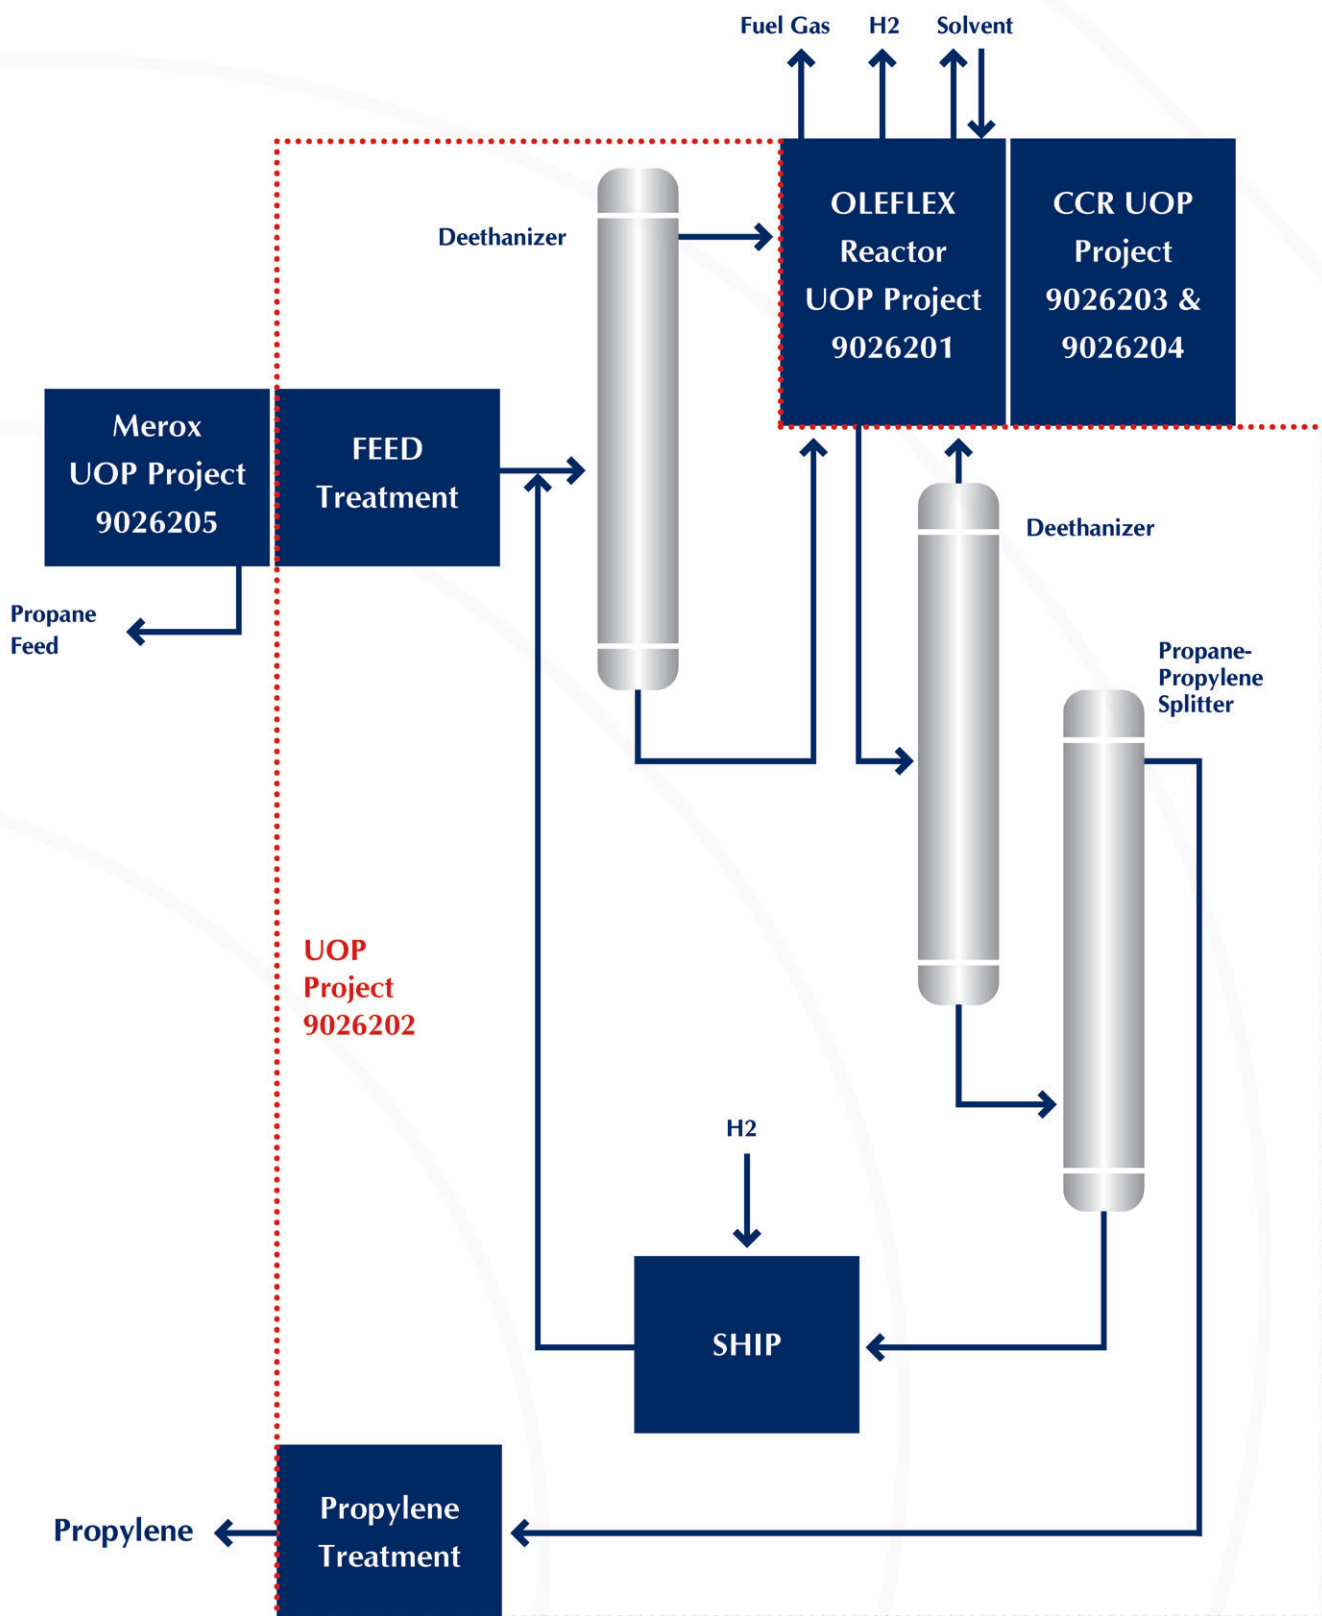 Fuel Gas
H2
Solvent
Deethanizer
OLEFLEX
Reactor
UOP Project
9026201
CCR UOP
Project
9026203 &
9026204
Merox
UOP Project
9026205
FEED
Treatment
Propane
Feed
Deethanizer
Propane-
Propylene
Splitter
UOP
Project
9026202
H2
SHIP
Propylene
Treatment
Propylene